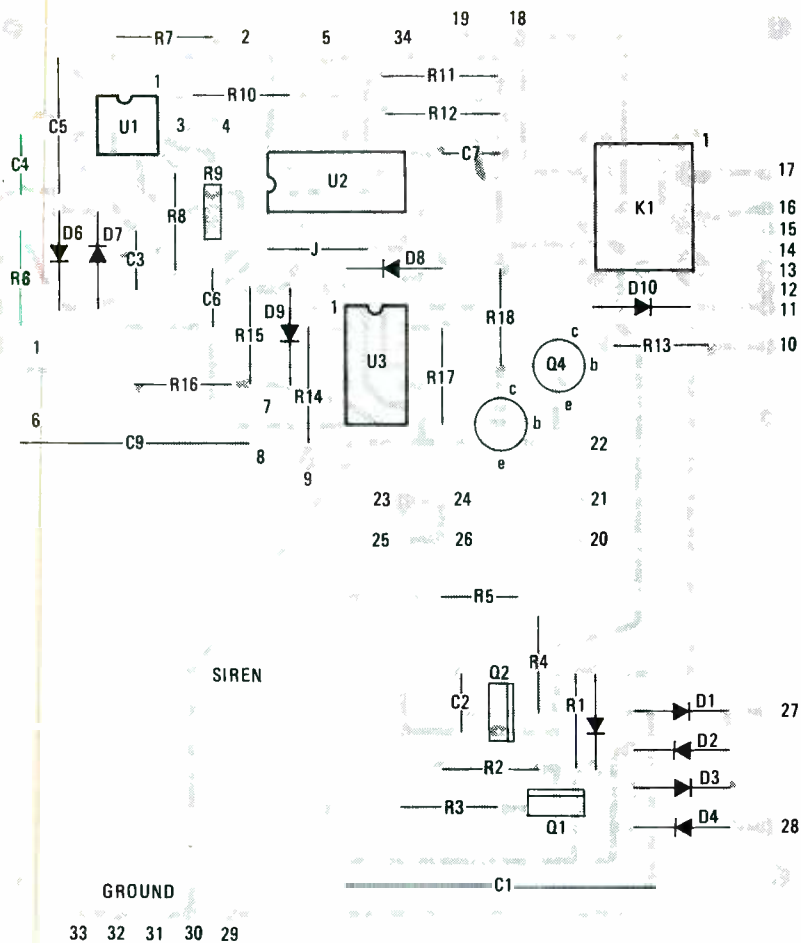 19 18
R7 2 5 34
R11
1
R10
R12
C5 U1 3 4
C7 1
C4 17
R9
U2
K1 16
R8
D6 D7 15
J 14
C3 D8 13
R6 D10 12
C6 D9 1 11
R15 R18
c
1 U3 Q4 b R13 10
R17
R16 R14 c e
7
6 b
C9 22
8 e
9
23 24 21
25 26 20
R5
R4
SIREN Q2
C2 R1 D1 27
D2
R2
D3
R3
Q1 D4 28
C1
GROUND
33 32 31 30 29